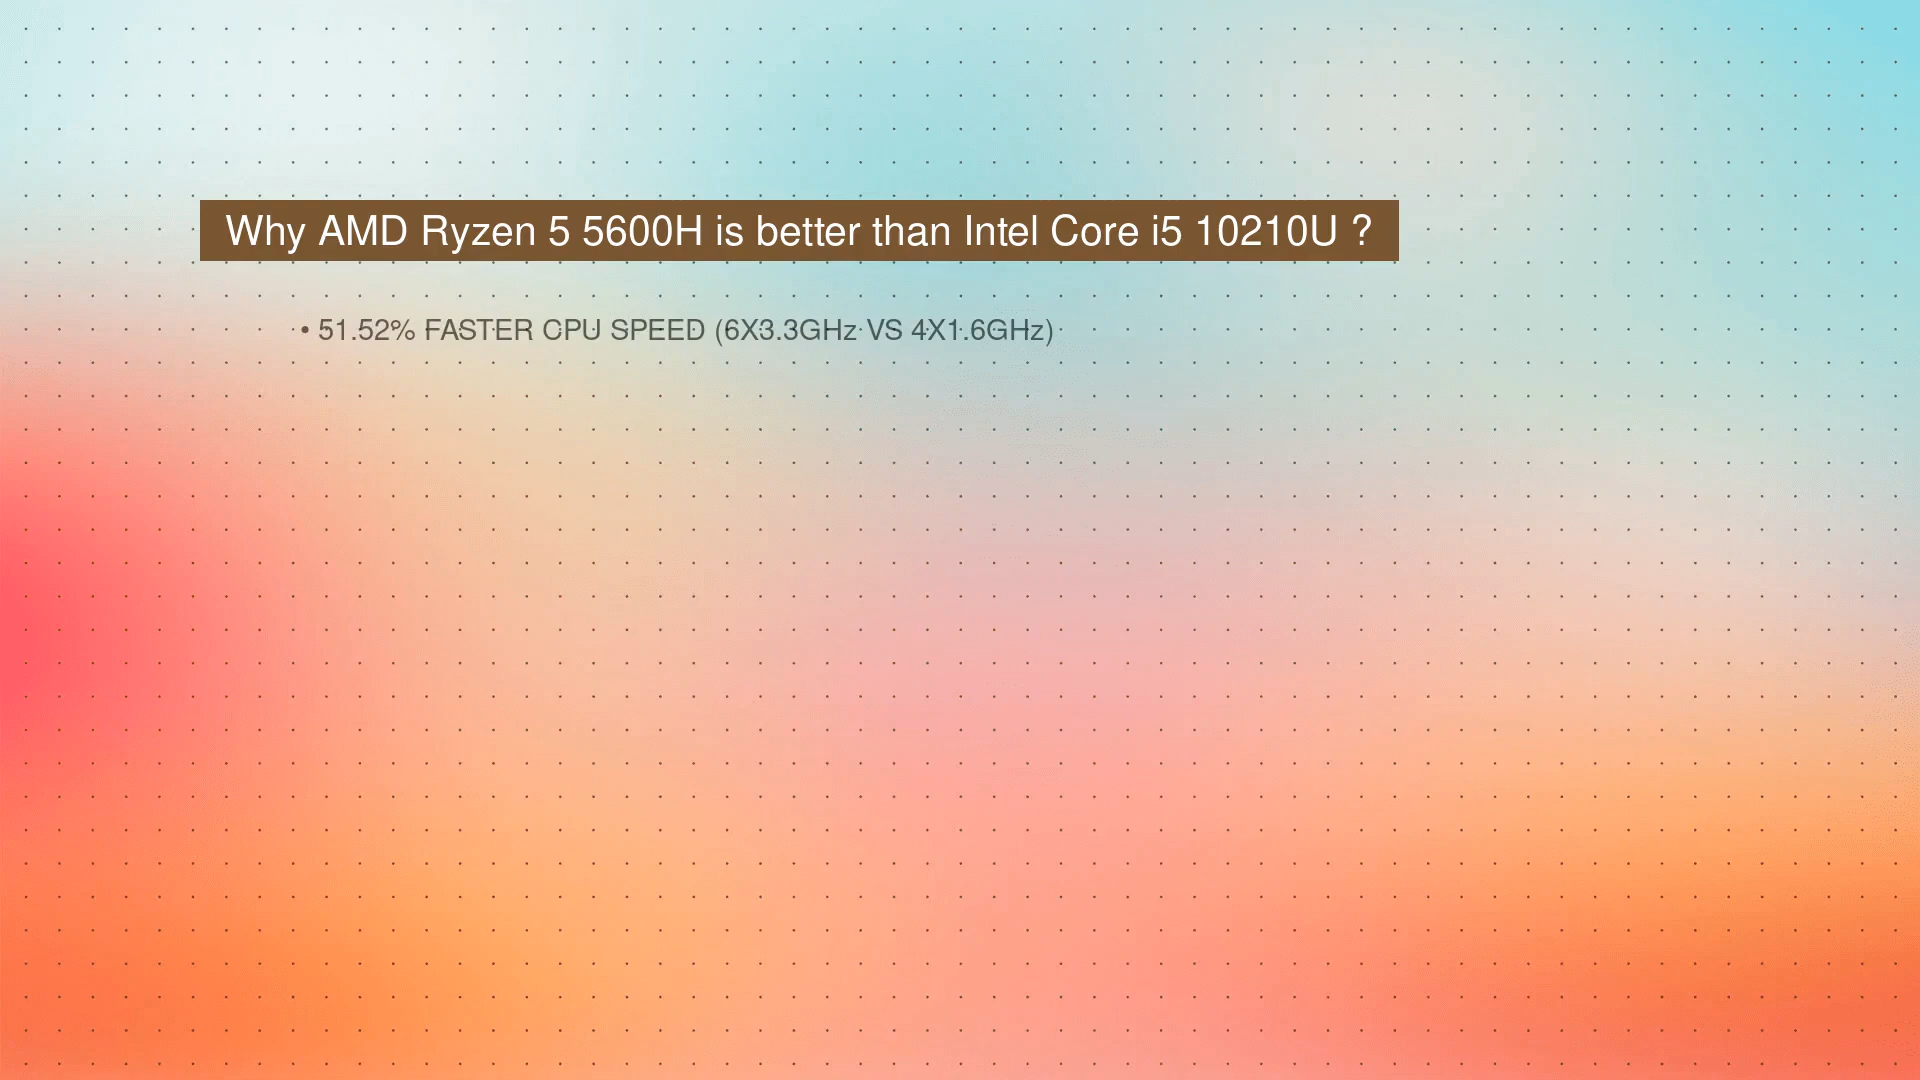 Why AMD Ryzen 5 5600H is better than Intel Core i5 10210U ?
• 51.52% FASTER CPU SPEED (6X3.3GHz VS 4X1.6GHz)